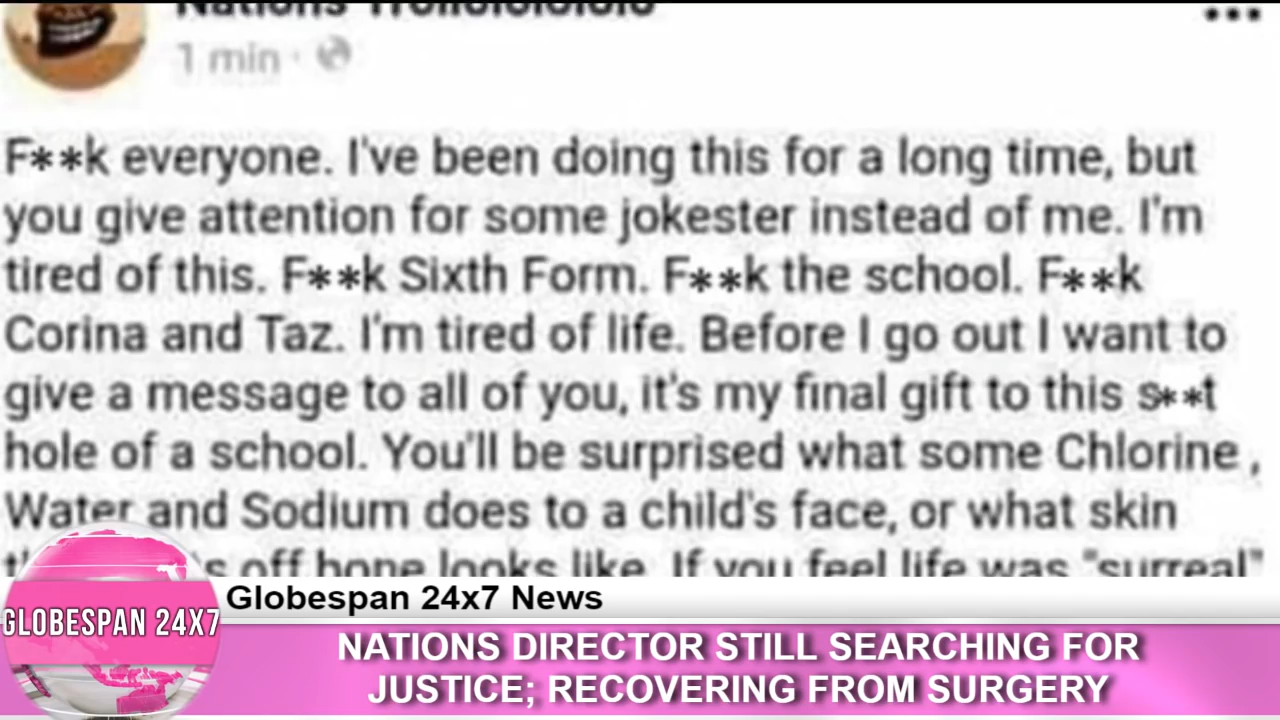 Nations Trollolololololo
1 min
F**k everyone. I've been doing this for a long time, but
you give attention for some jokester instead of me. I'm
tired of this. F**k Sixth Form. F**k the school. F**k
Corina and Taz. I'm tired of life. Before I go out I want to
give a message to all of you, it's my final gift to this s**t
hole of a school. You'll be surprised what some Chlorine,
Water and Sodium does to a child's face, or what skin
off bone looks like. If you feel life was "surreal"
GLOBESPAN 24X7
Globespan 24x7 News
NATIONS DIRECTOR STILL SEARCHING FOR
JUSTICE; RECOVERING FROM SURGERY